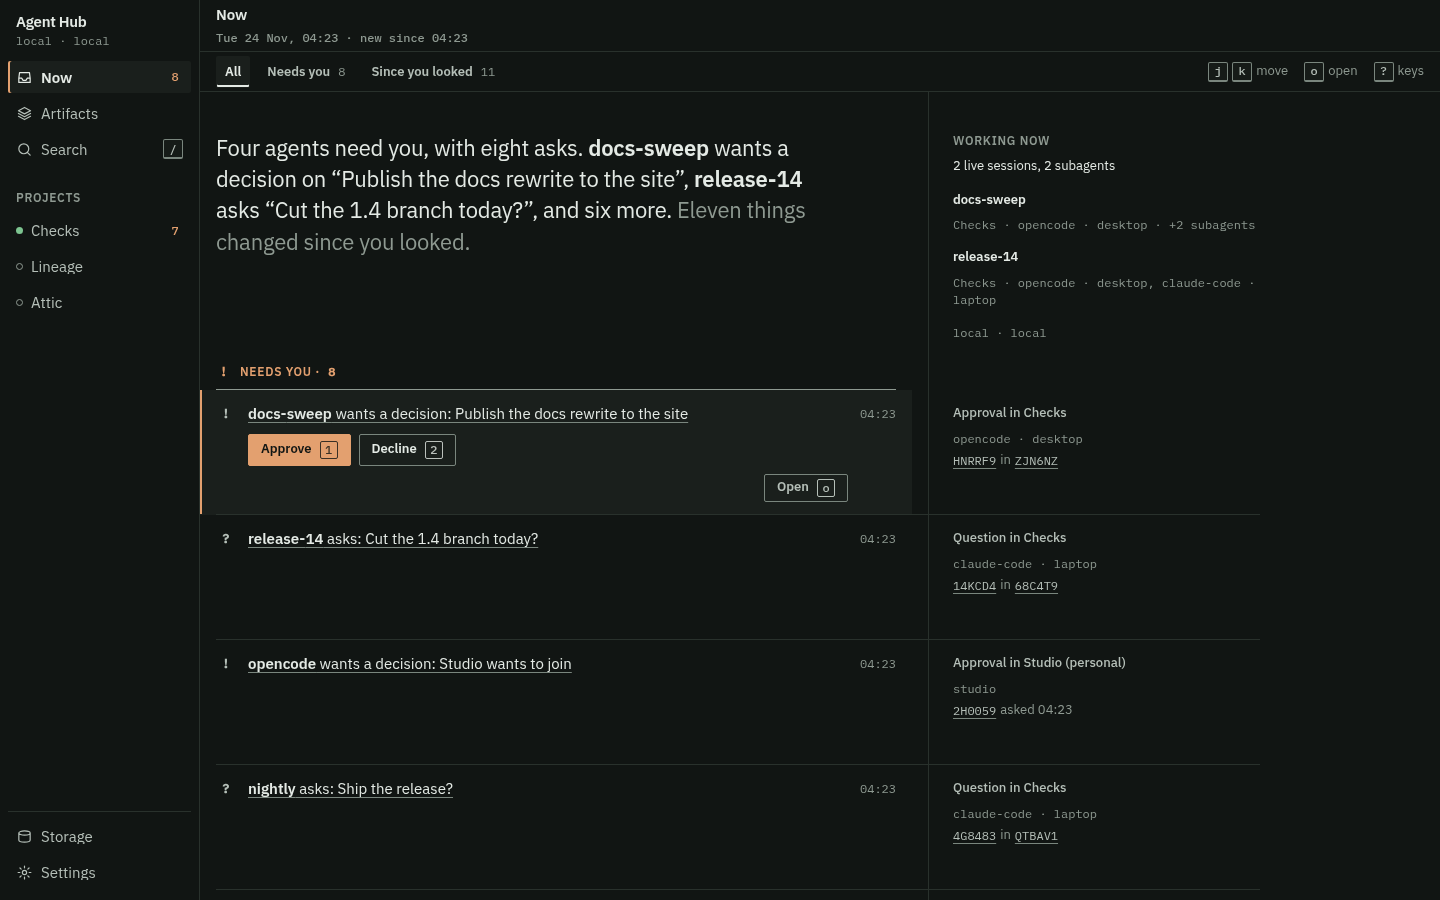 Agent Hub
local · local
Now 8
Artifacts
Search /
PROJECTS
Checks 7
Lineage
Attic
Storage
Settings
Now
Tue 24 Nov, 04:23 · new since 04:23
All Needs you 8 Since you looked 11
j k move o open ? keys
Four agents need you, with eight asks. docs-sweep wants a
decision on “Publish the docs rewrite to the site”, release-14
asks “Cut the 1.4 branch today?”, and six more. Eleven things
changed since you looked.
WORKING NOW
2 live sessions, 2 subagents
docs-sweep
Checks · opencode · desktop · +2 subagents
release-14
Checks · opencode · desktop, claude-code ·
laptop
local · local
! NEEDS YOU · 8
! docs-sweep wants a decision: Publish the docs rewrite to the site 04:23
Approve 1 Decline 2
Open o
Approval in Checks
opencode · desktop
HNRRF9 in ZJN6NZ
? release-14 asks: Cut the 1.4 branch today? 04:23
Question in Checks
claude-code · laptop
14KCD4 in 68C4T9
! opencode wants a decision: Studio wants to join 04:23
Approval in Studio (personal)
studio
2H0059 asked 04:23
? nightly asks: Ship the release? 04:23
Question in Checks
claude-code · laptop
4G8483 in QTBAV1